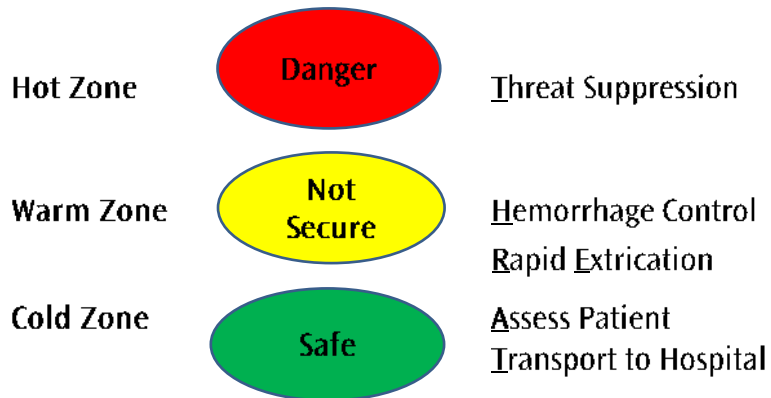 Hot Zone Danger Threat Suppression
Warm Zone Not Secure Hemorrhage Control
Rapid Extrication
Cold Zone Safe Assess Patient
Transport to Hospital